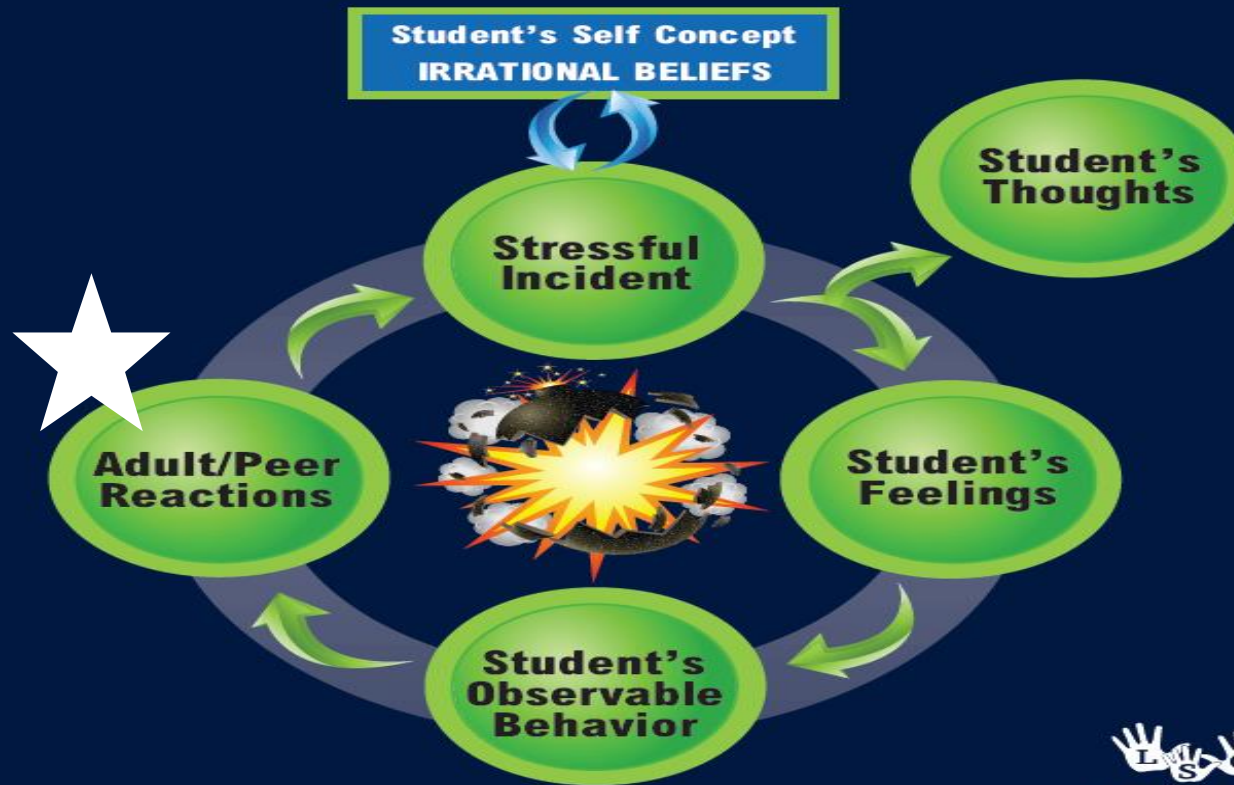 Student's Self Concept
IRRATIONAL BELIEFS
Student's
Thoughts
Stressful
Incident
Adult/Peer
Reactions
Student's
Feelings
Student's
Observable
Behavior
L
S